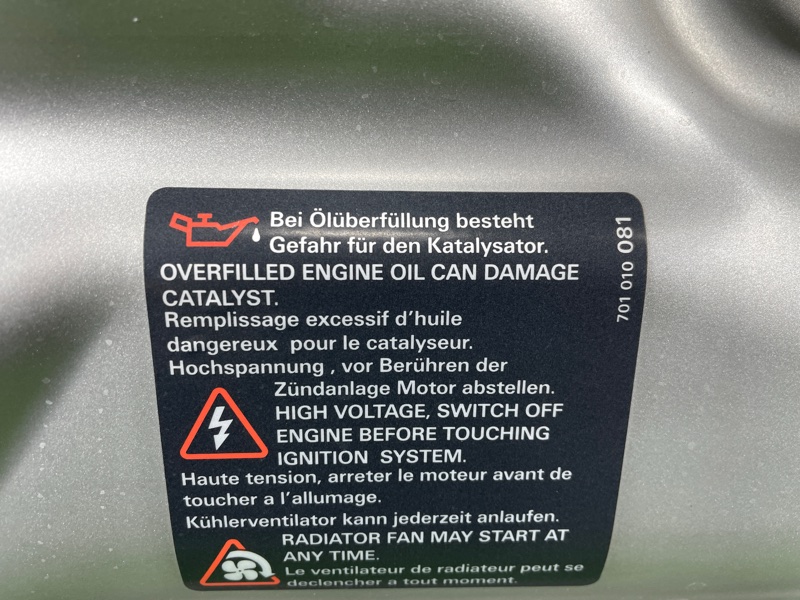 Bei Ölüberfüllung besteht
Gefahr für den Katalysator.
OVERFILLED ENGINE OIL CAN DAMAGE
CATALYST.
Remplissage excessif d'huile
dangereux pour le catalyseur.
Hochspannung , vor Berühren der
Zündanlage Motor abstellen.
HIGH VOLTAGE, SWITCH OFF
ENGINE BEFORE TOUCHING
IGNITION SYSTEM.
Haute tension, arreter le moteur avant de
toucher a l'allumage.
Kühlerventilator kann jederzeit anlaufen.
RADIATOR FAN MAY START AT
ANY TIME.
Le ventilateur de radiateur peut se
declencher a tout moment.
701 010 081